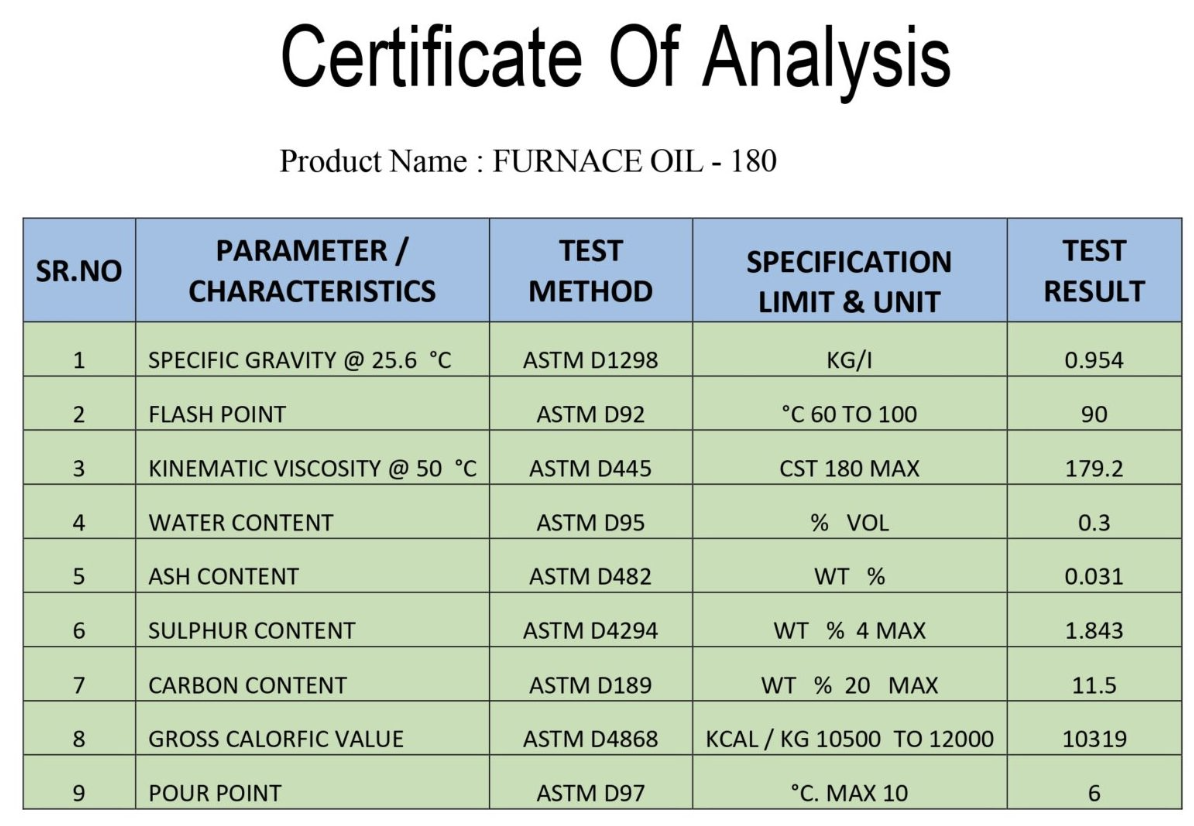 Certificate Of Analysis
Product Name : FURNACE OIL - 180
SR.NO PARAMETER / CHARACTERISTICS TEST METHOD SPECIFICATION LIMIT & UNIT TEST RESULT
1 SPECIFIC GRAVITY @ 25.6 °C ASTM D1298 KG/I 0.954
2 FLASH POINT ASTM D92 °C 60 TO 100 90
3 KINEMATIC VISCOSITY @ 50 °C ASTM D445 CST 180 MAX 179.2
4 WATER CONTENT ASTM D95 % VOL 0.3
5 ASH CONTENT ASTM D482 WT % 0.031
6 SULPHUR CONTENT ASTM D4294 WT % 4 MAX 1.843
7 CARBON CONTENT ASTM D189 WT % 20 MAX 11.5
8 GROSS CALORFIC VALUE ASTM D4868 KCAL / KG 10500 TO 12000 10319
9 POUR POINT ASTM D97 °C. MAX 10 6